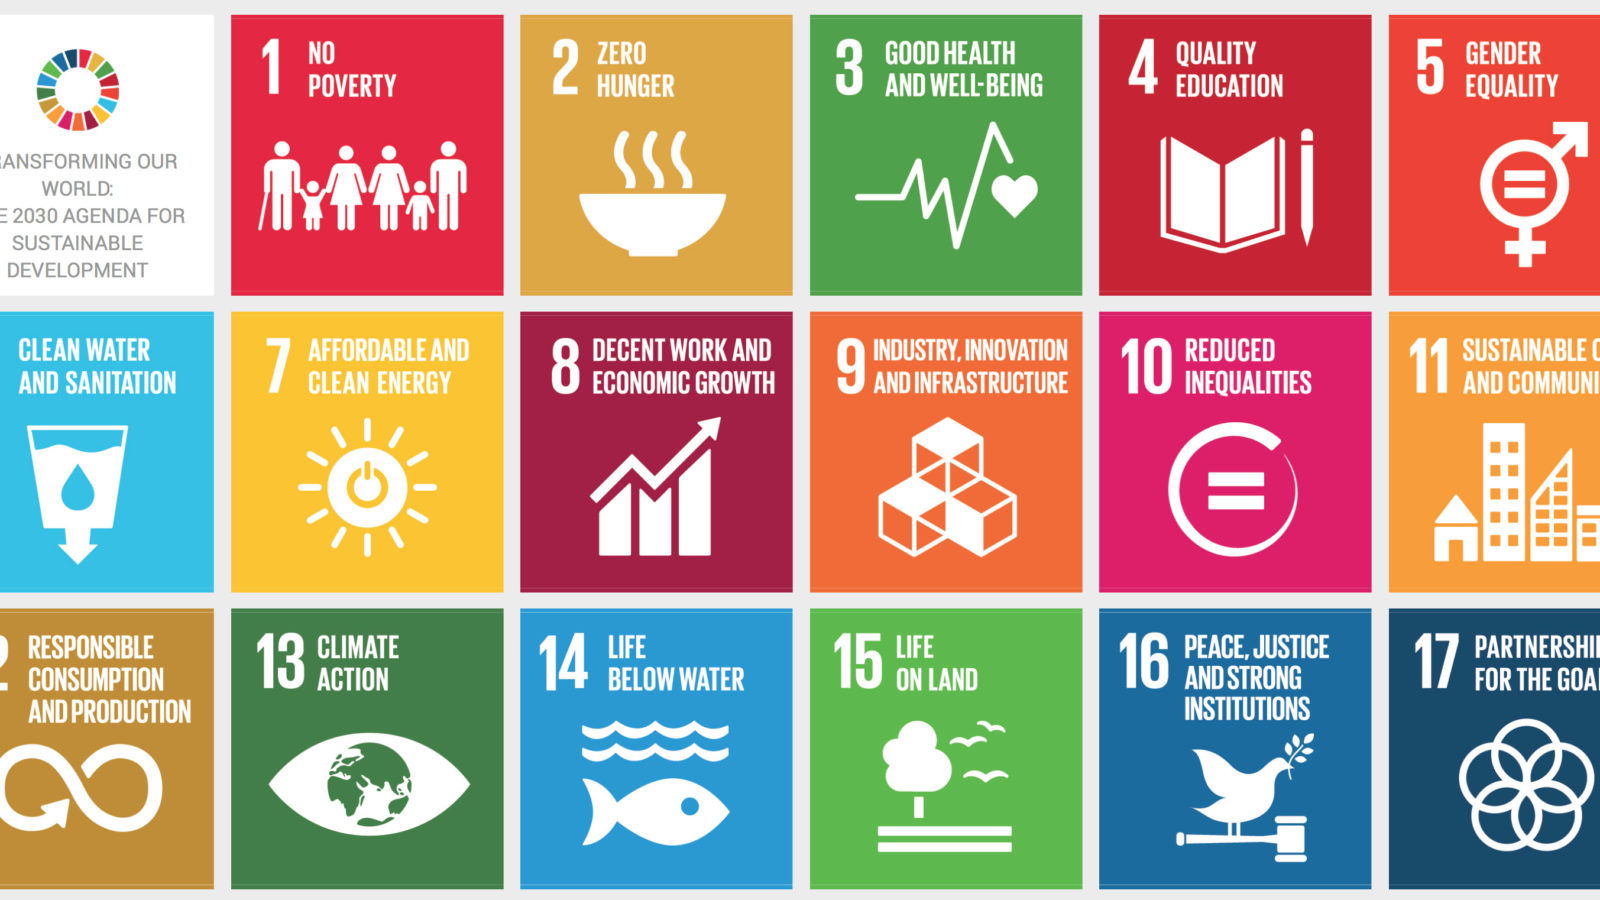 RANSFORMING OUR
WORLD:
E 2030 AGENDA FOR
SUSTAINABLE
DEVELOPMENT
1 NO
POVERTY
2 ZERO
HUNGER
3 GOOD HEALTH
AND WELL-BEING
4 QUALITY
EDUCATION
5 GENDER
EQUALITY
CLEAN WATER
AND SANITATION
7 AFFORDABLE AND
CLEAN ENERGY
8 DECENT WORK AND
ECONOMIC GROWTH
9 INDUSTRY, INNOVATION
AND INFRASTRUCTURE
10 REDUCED
INEQUALITIES
11 SUSTAINABLE C
AND COMMUNI
2 RESPONSIBLE
CONSUMPTION
AND PRODUCTION
13 CLIMATE
ACTION
14 LIFE
BELOW WATER
15 LIFE
ON LAND
16 PEACE, JUSTICE
AND STRONG
INSTITUTIONS
17 PARTNERSHI
FOR THE GOA